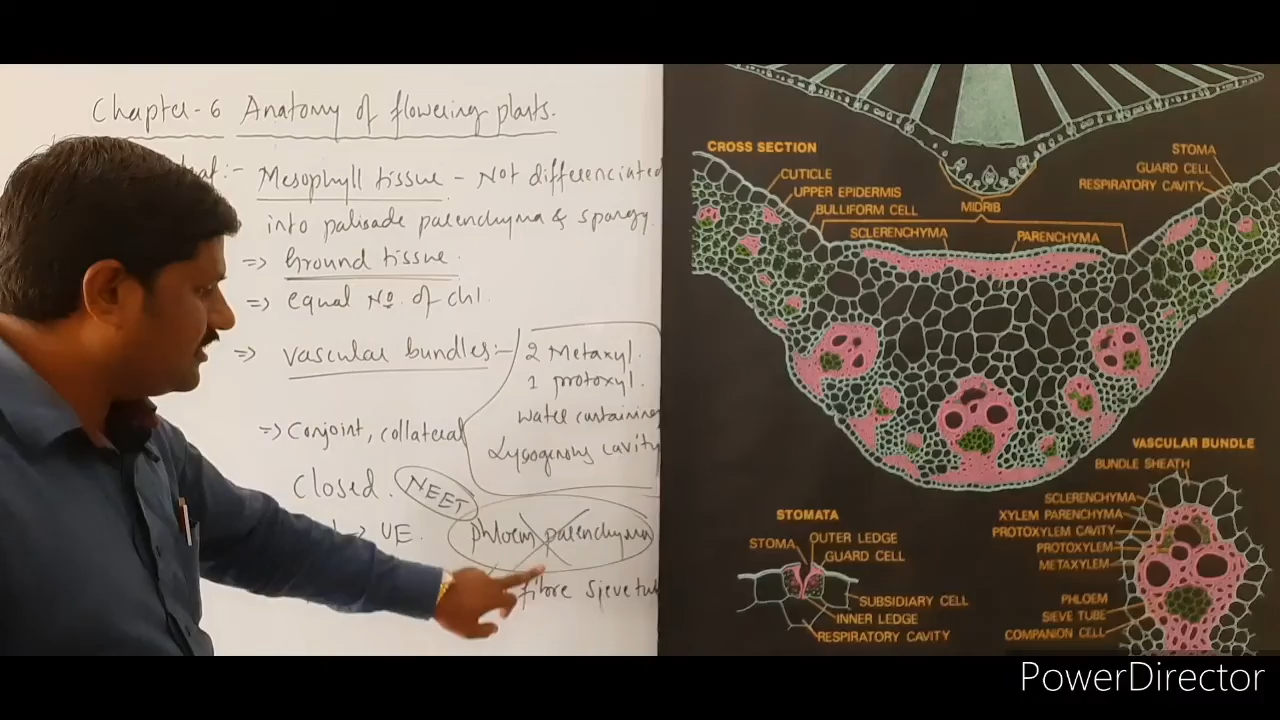 Chapter-6 Anatomy of flowering plants.
leaf:- Mesophyll tissue - Not differenciated
into palisade parenchyma & spongy.
=> Ground tissue.
=> equal No. of chl.
=> vascular bundles:-
2 Metaxyl.
1 protoxyl.
Water containing
Lysogenous cavity
=> Conjoint, collateral
Closed.
NEET
-> UE.
phloem parenchyma
fibre sieve tu
CROSS SECTION
CUTICLE
UPPER EPIDERMIS
BULLIFORM CELL
SCLERENCHYMA
MIDRIB
PARENCHYMA
STOMA
GUARD CELL
RESPIRATORY CAVITY
STOMATA
STOMA
OUTER LEDGE
GUARD CELL
SUBSIDIARY CELL
INNER LEDGE
RESPIRATORY CAVITY
VASCULAR BUNDLE
BUNDLE SHEATH
SCLERENCHYMA
XYLEM PARENCHYMA
PROTOXYLEM CAVITY
PROTOXYLEM
METAXYLEM
PHLOEM
SIEVE TUBE
COMPANION CELL
PowerDirector